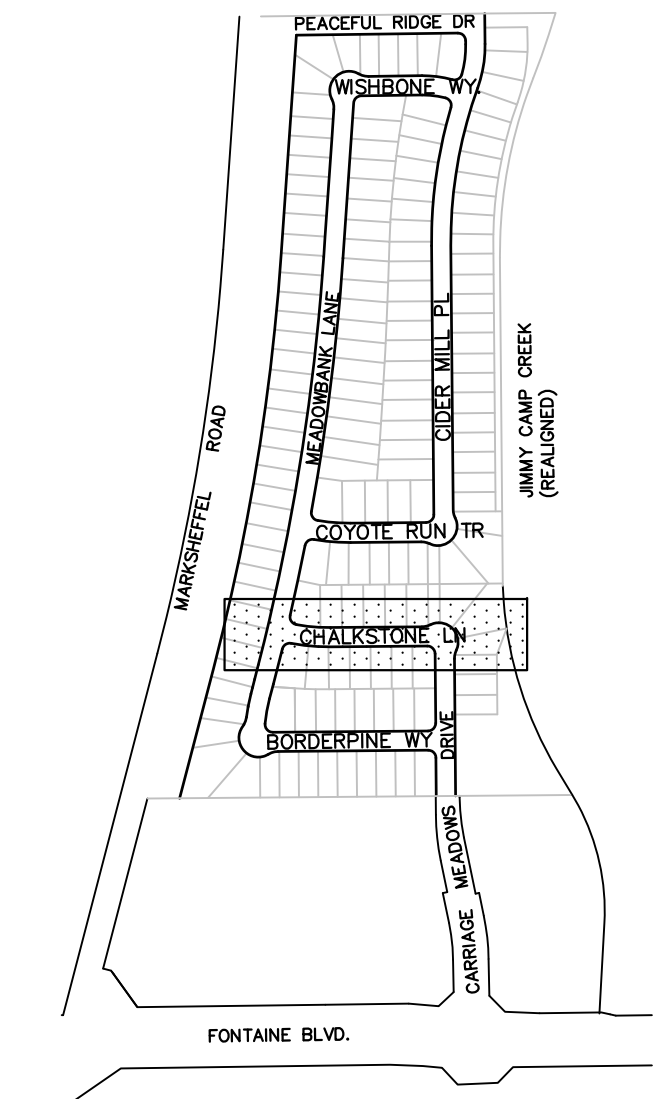 PEACEFUL RIDGE DR
WISHBONE WY.
MEADOWBANK LANE
CIDER MILL PL
JIMMY CAMP CREEK
(REALIGNED)
MARKSHEFFEL ROAD
COYOTE RUN TR
CHALKSTONE LN
BORDERPINE WY
CARRIAGE MEADOWS DRIVE
FONTAINE BLVD.